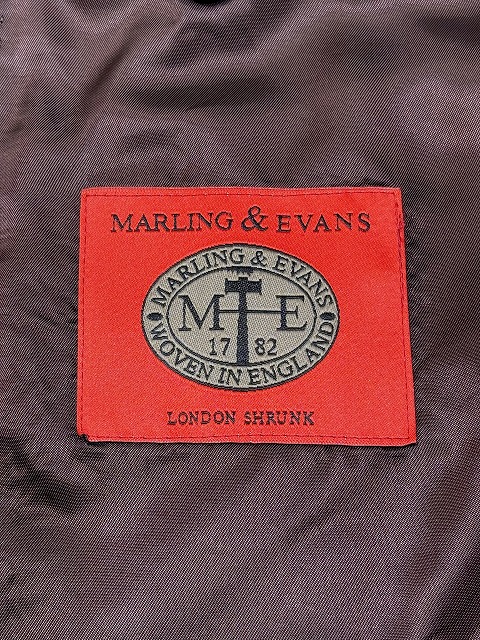 MARLING & EVANS
MARLING & EVANS
M E
17 82
WOVEN IN ENGLAND
LONDON SHRUNK